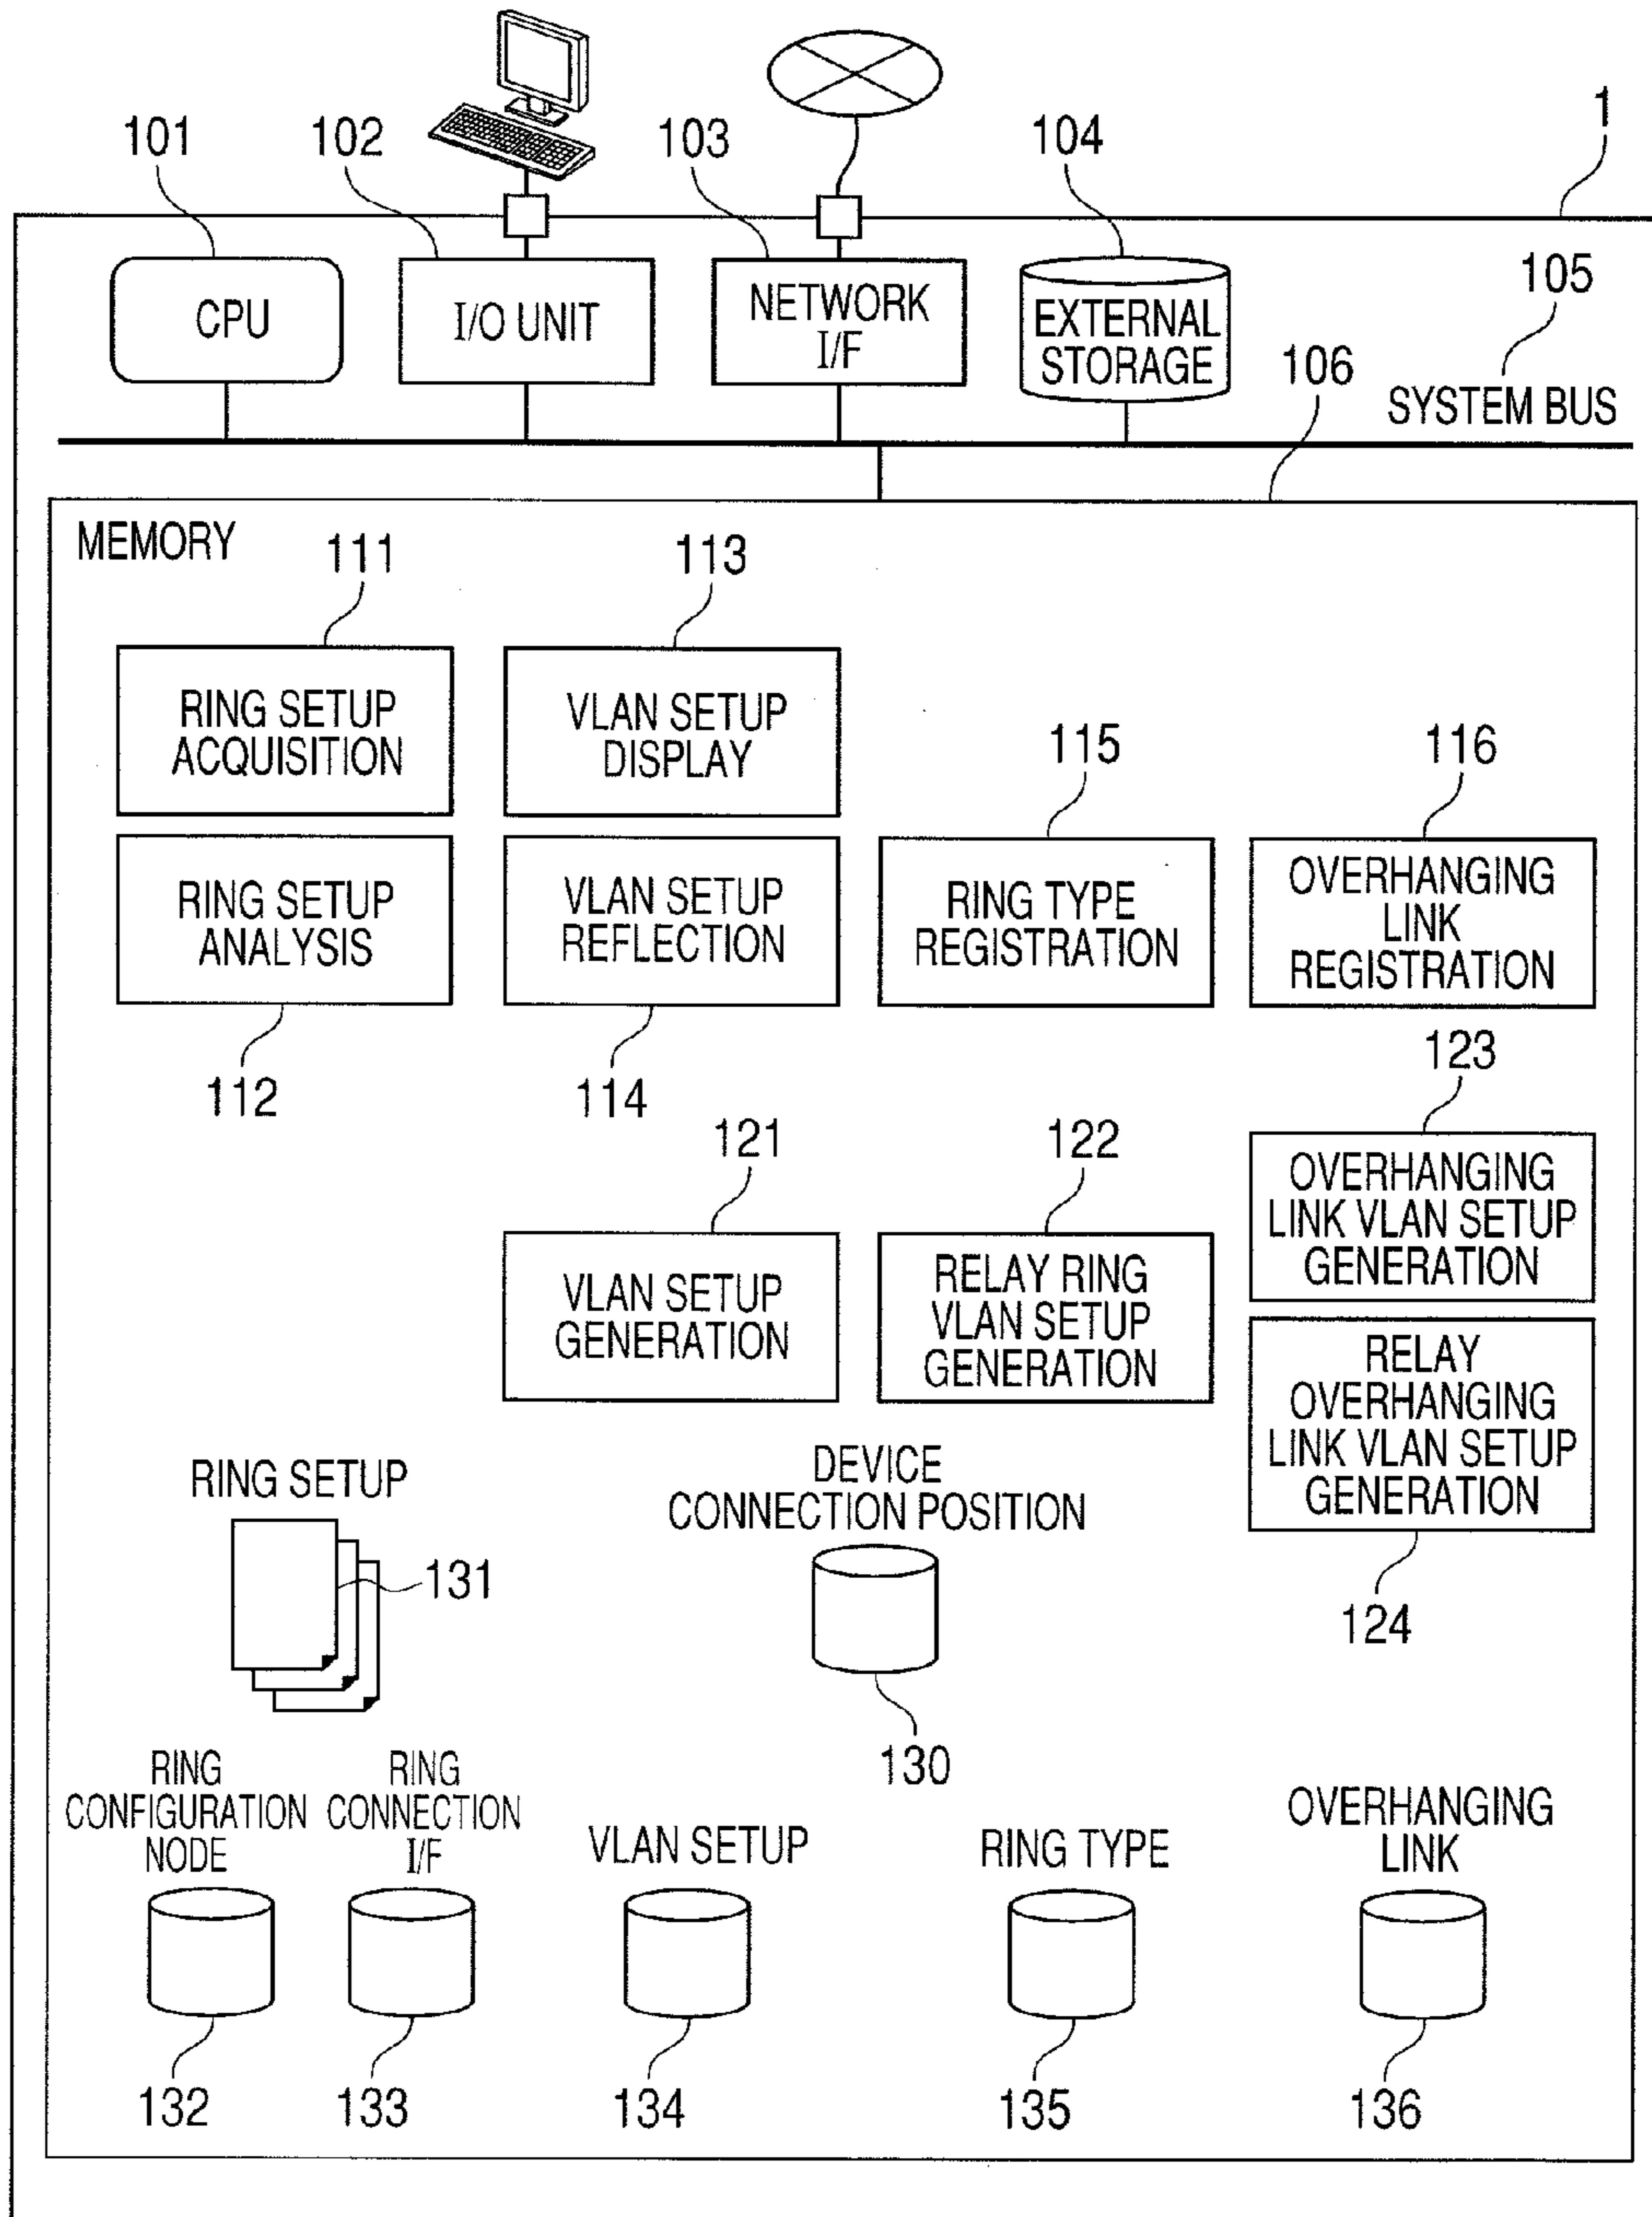 1
101
102
103
104
CPU
I/O UNIT
NETWORK
I/F
EXTERNAL
STORAGE
105
SYSTEM BUS
106
MEMORY
111
113
RING SETUP
ACQUISITION
VLAN SETUP
DISPLAY
115
116
RING SETUP
ANALYSIS
VLAN SETUP
REFLECTION
RING TYPE
REGISTRATION
OVERHANGING
LINK
REGISTRATION
112
114
123
121
122
OVERHANGING
LINK VLAN SETUP
GENERATION
VLAN SETUP
GENERATION
RELAY RING
VLAN SETUP
GENERATION
RELAY
OVERHANGING
LINK VLAN SETUP
GENERATION
124
RING SETUP
131
DEVICE
CONNECTION POSITION
130
RING
CONFIGURATION
NODE
RING
CONNECTION
I/F
VLAN SETUP
RING TYPE
OVERHANGING
LINK
132
133
134
135
136